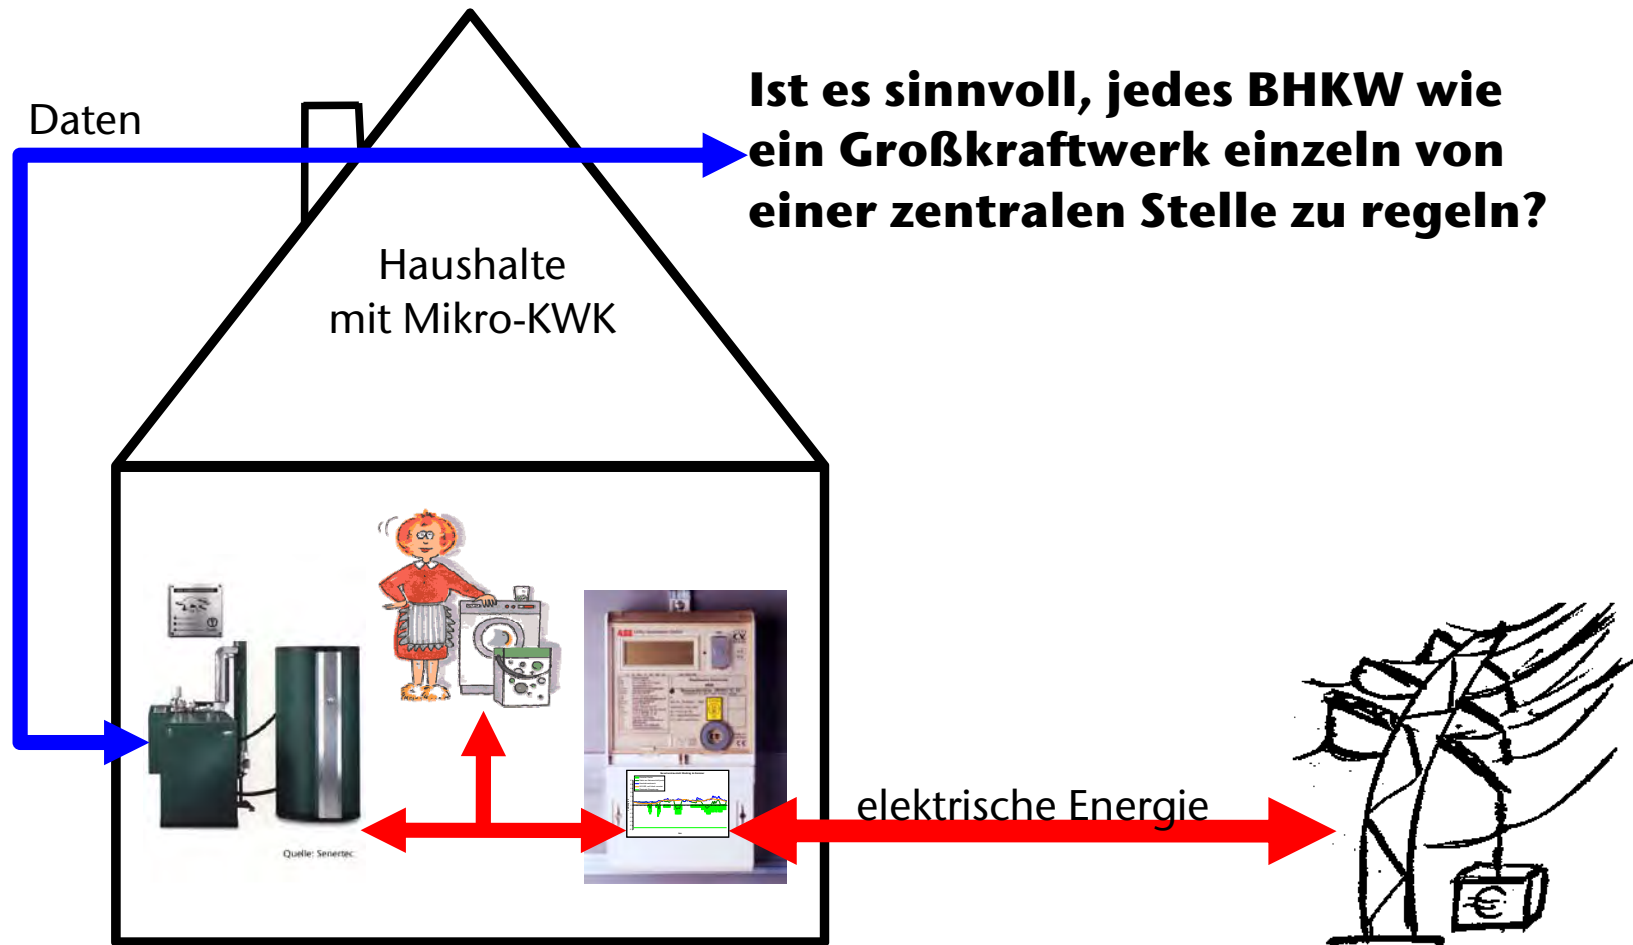 Daten
Ist es sinnvoll, jedes BHKW wie
ein Großkraftwerk einzeln von
einer zentralen Stelle zu regeln?
Haushalte
mit Mikro-KWK
ABB
elektrische Energie
Quelle: Senertec
€